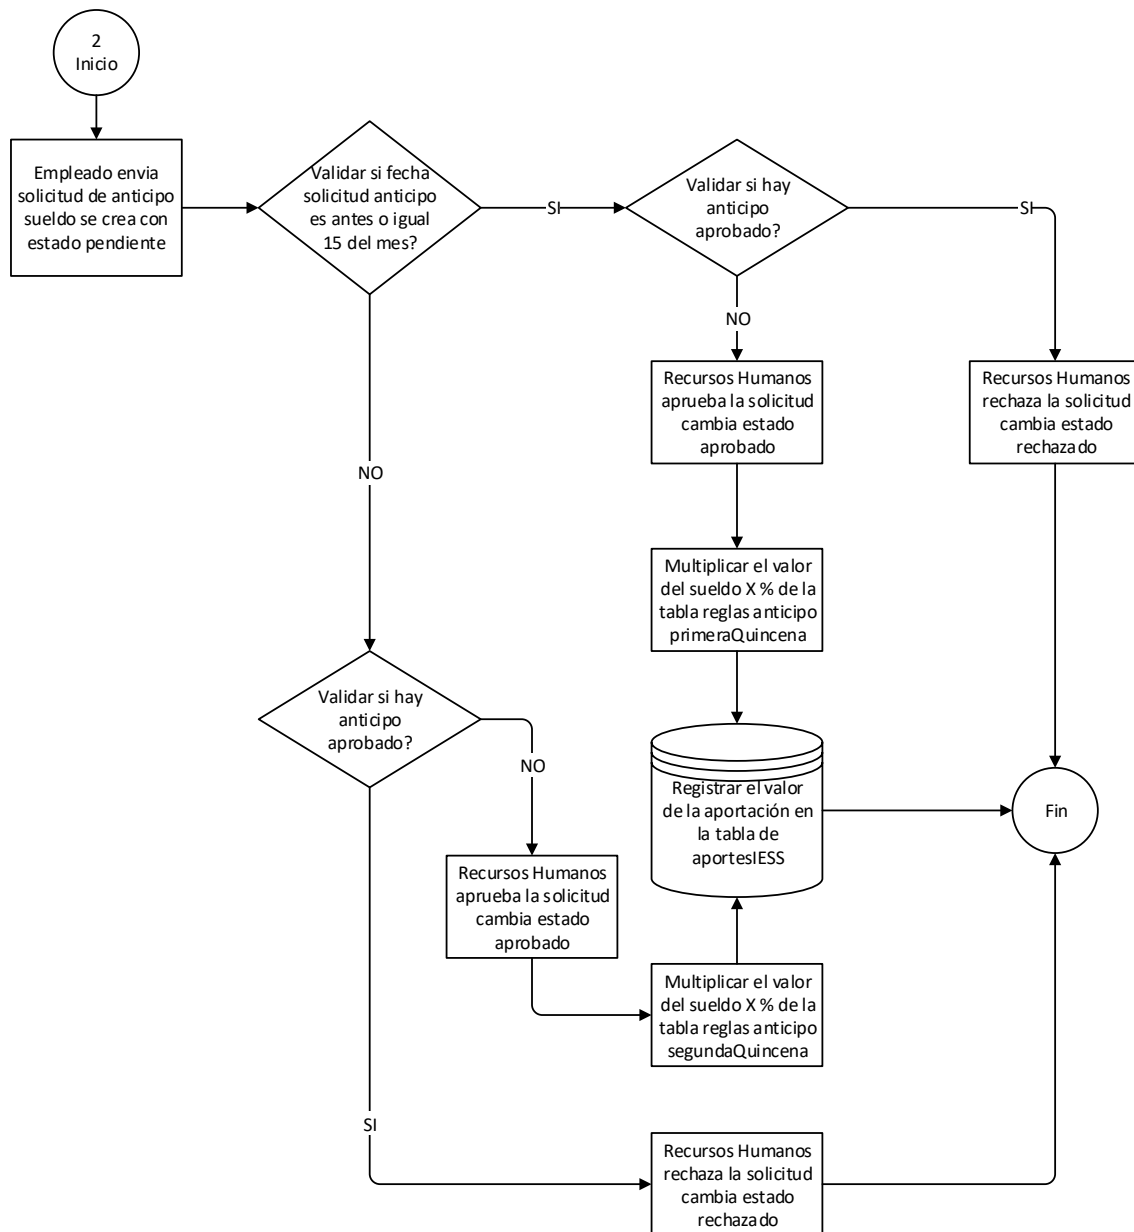 2
Inicio
Empleado envia
solicitud de anticipo
sueldo se crea con
estado pendiente
Validar si fecha
solicitud anticipo
es antes o igual
15 del mes?
SI
Validar si hay
anticipo
aprobado?
SI
NO
Recursos Humanos
aprueba la solicitud
cambia estado
aprobado
Recursos Humanos
rechaza la solicitud
cambia estado
rechazado
NO
Multiplicar el valor
del sueldo X % de la
tabla reglas anticipo
primeraQuincena
Validar si hay
anticipo
aprobado?
NO
Registrar el valor
de la aportación en
la tabla de
aportesIESS
Fin
Recursos Humanos
aprueba la solicitud
cambia estado
aprobado
Multiplicar el valor
del sueldo X % de la
tabla reglas anticipo
segundaQuincena
SI
Recursos Humanos
rechaza la solicitud
cambia estado
rechazado